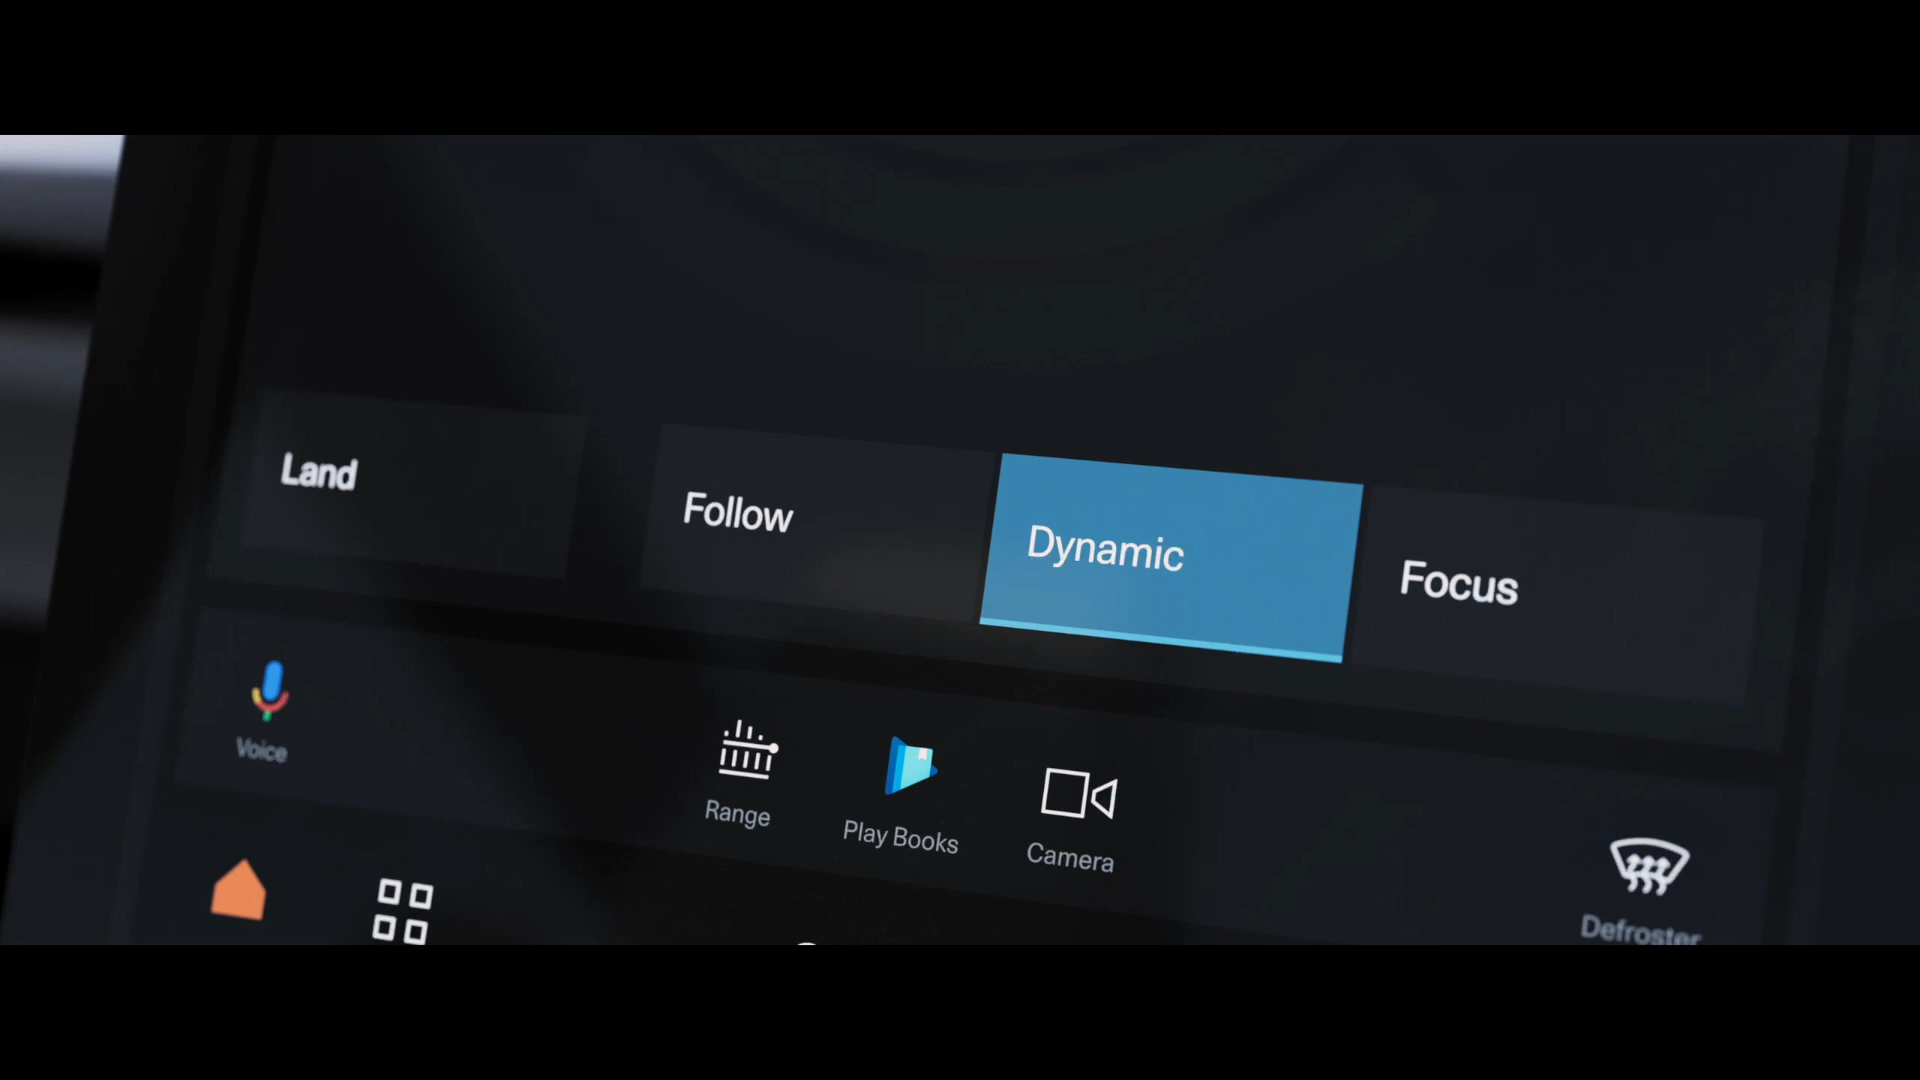 Land
Follow
Dynamic
Focus
Voice
Range
Play Books
Camera
Defroster